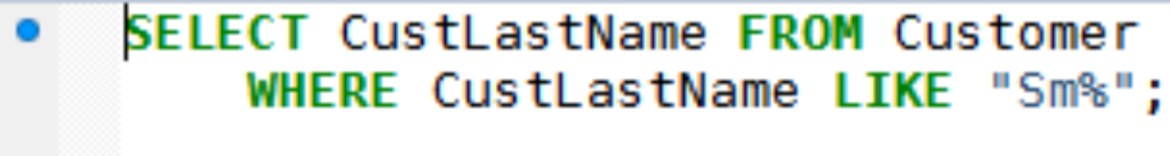 SELECT CustLastName FROM Customer
WHERE CustLastName LIKE "Sm%";